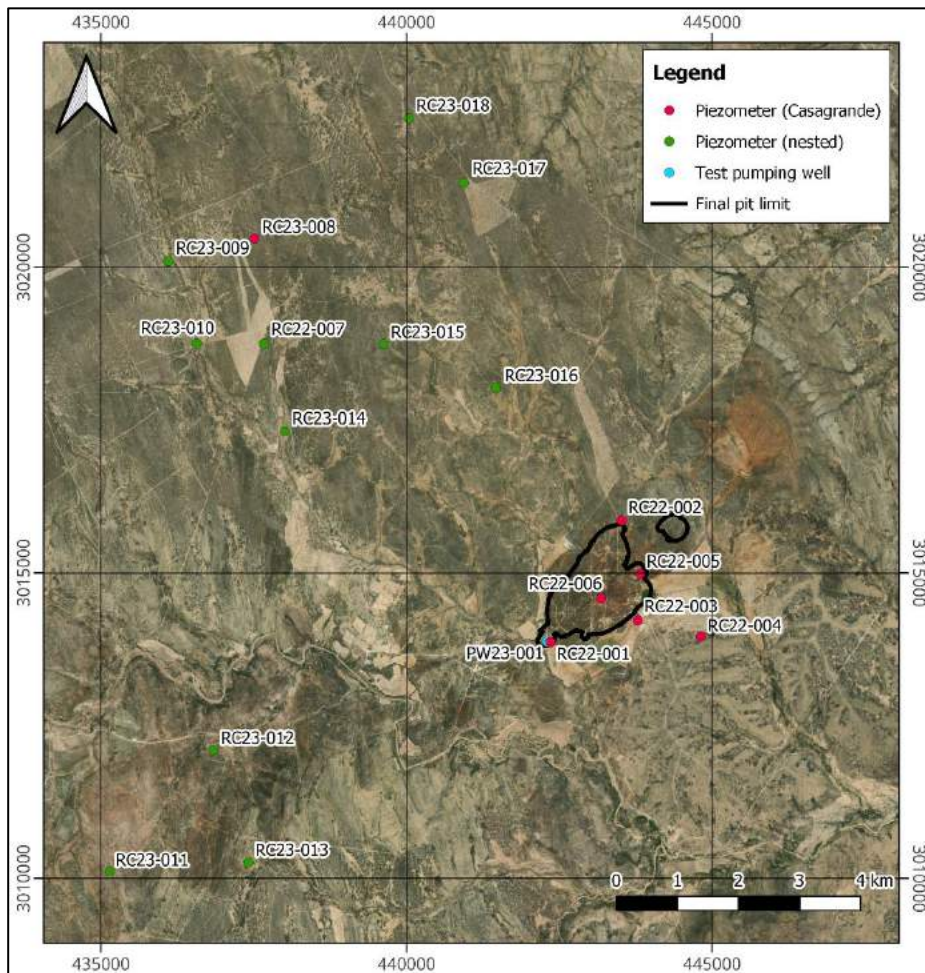 435000 440000 445000
Legend
Piezometer (Casagrande)
Piezometer (nested)
Test pumping well
Final pit limit
RC23-018
RC23-017
RC23-008
RC23-009
3020000 3020000
RC23-010 RC22-007 RC23-015
RC23-016
RC23-014
RC22-002
3015000 RC22-005 3015000
RC22-006
RC22-003
RC22-004
PW23-001 RC22-001
RC23-012
RC23-013
RC23-011
3010000 3010000
0 1 2 3 4 km
435000 440000 445000